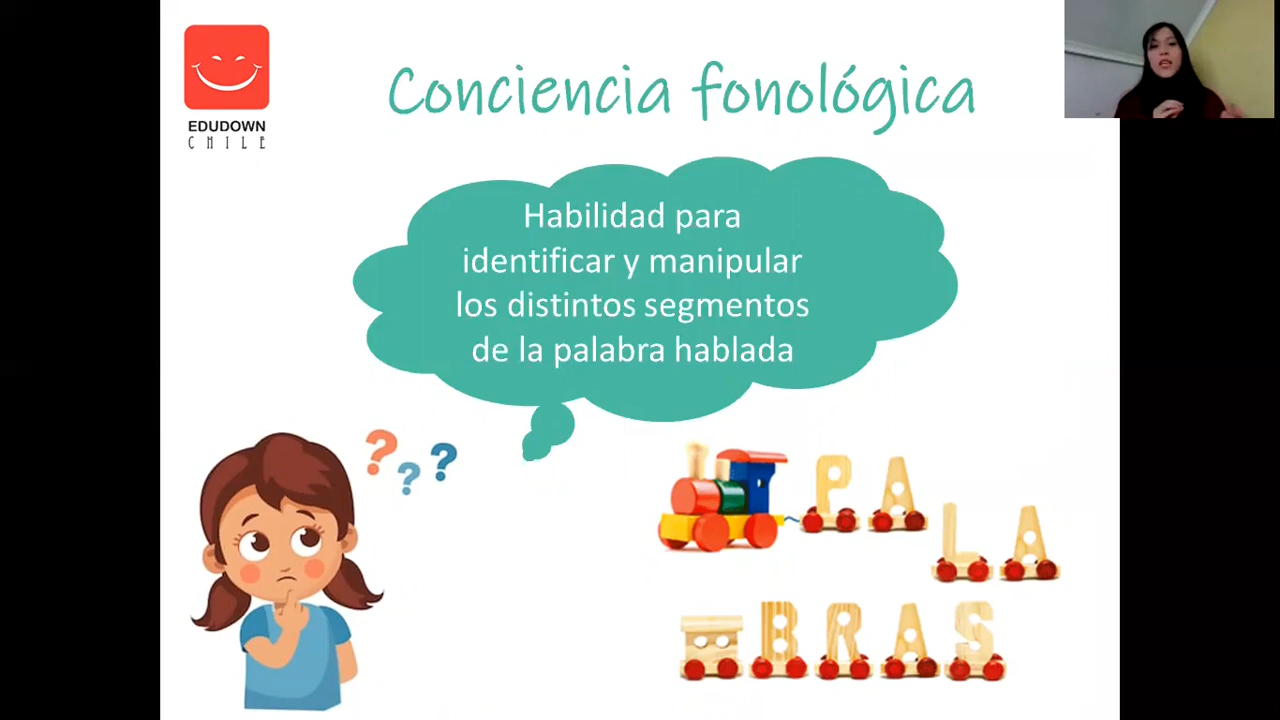 EDUDOWN
CHILE
Conciencia fonológica
Habilidad para
identificar y manipular
los distintos segmentos
de la palabra hablada
? ? ?
PA
LA
BRAS